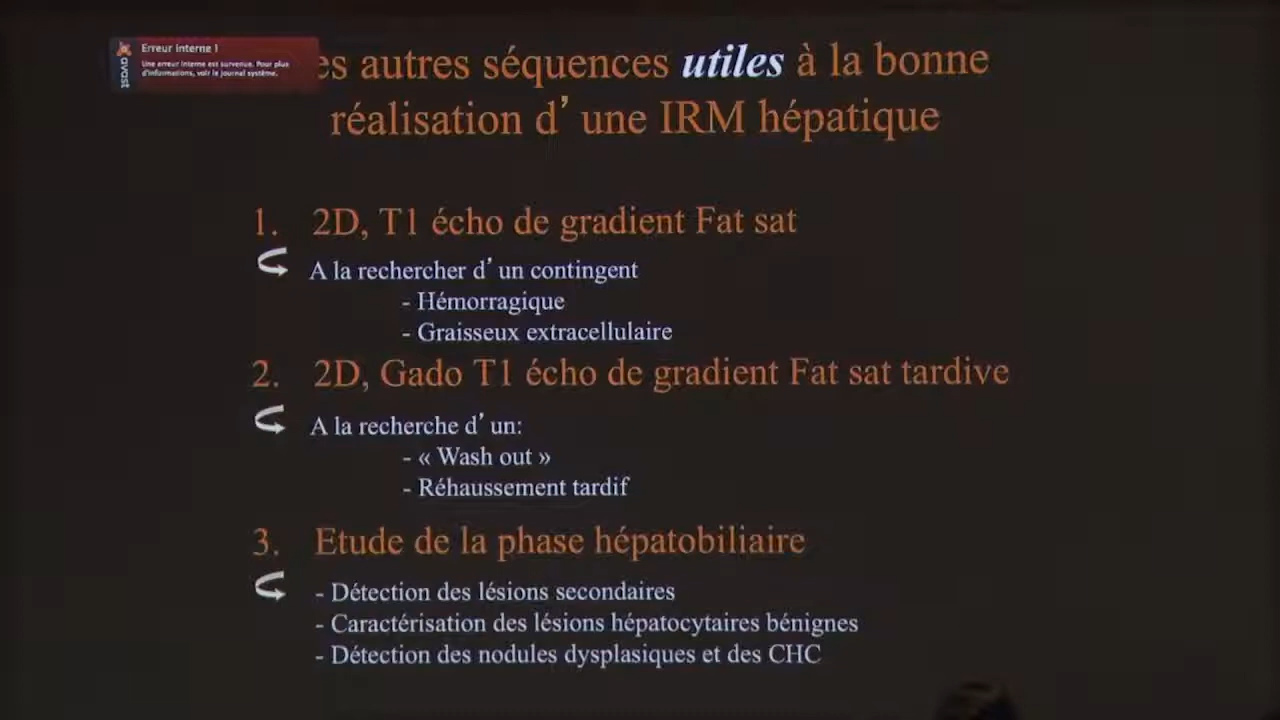 Erreur interne !
Une erreur interne est survenue. Pour plus
d'informations, voir le journal système.
avast
es autres séquences utiles à la bonne
réalisation d’ une IRM hépatique
1. 2D, T1 écho de gradient Fat sat
A la rechercher d’ un contingent
- Hémorragique
- Graisseux extracellulaire
2. 2D, Gado T1 écho de gradient Fat sat tardive
A la recherche d’ un:
- « Wash out »
- Réhaussement tardif
3. Etude de la phase hépatobiliaire
- Détection des lésions secondaires
- Caractérisation des lésions hépatocytaires bénignes
- Détection des nodules dysplasiques et des CHC